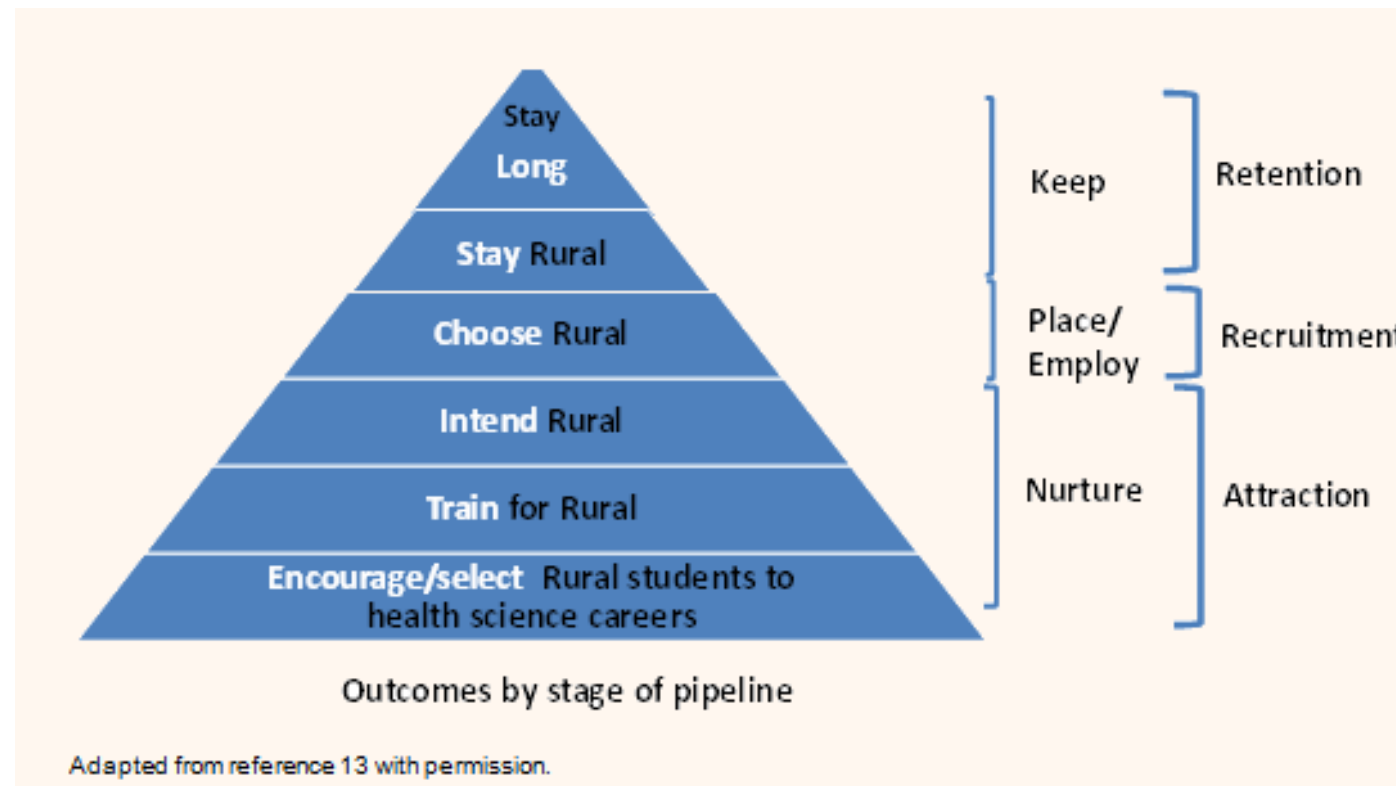 Stay
Long
Stay Rural
Choose Rural
Intend Rural
Train for Rural
Encourage/select Rural students to
health science careers
Keep
Place/
Employ
Nurture
Retention
Recruitment
Attraction
Outcomes by stage of pipeline
Adapted from reference 13 with permission.